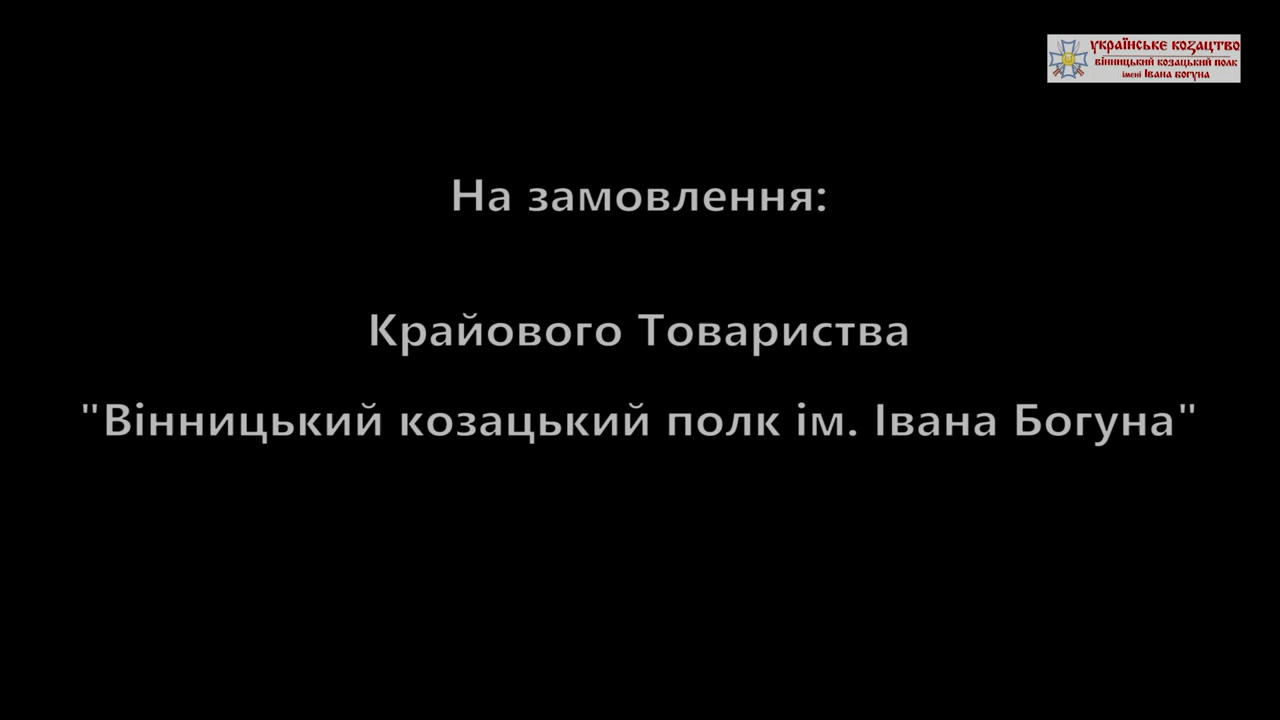 українське козацтво
вінницький козацький полк
імені Івана Богуна
На замовлення:
Крайового Товариства
"Вінницький козацький полк ім. Івана Богуна"